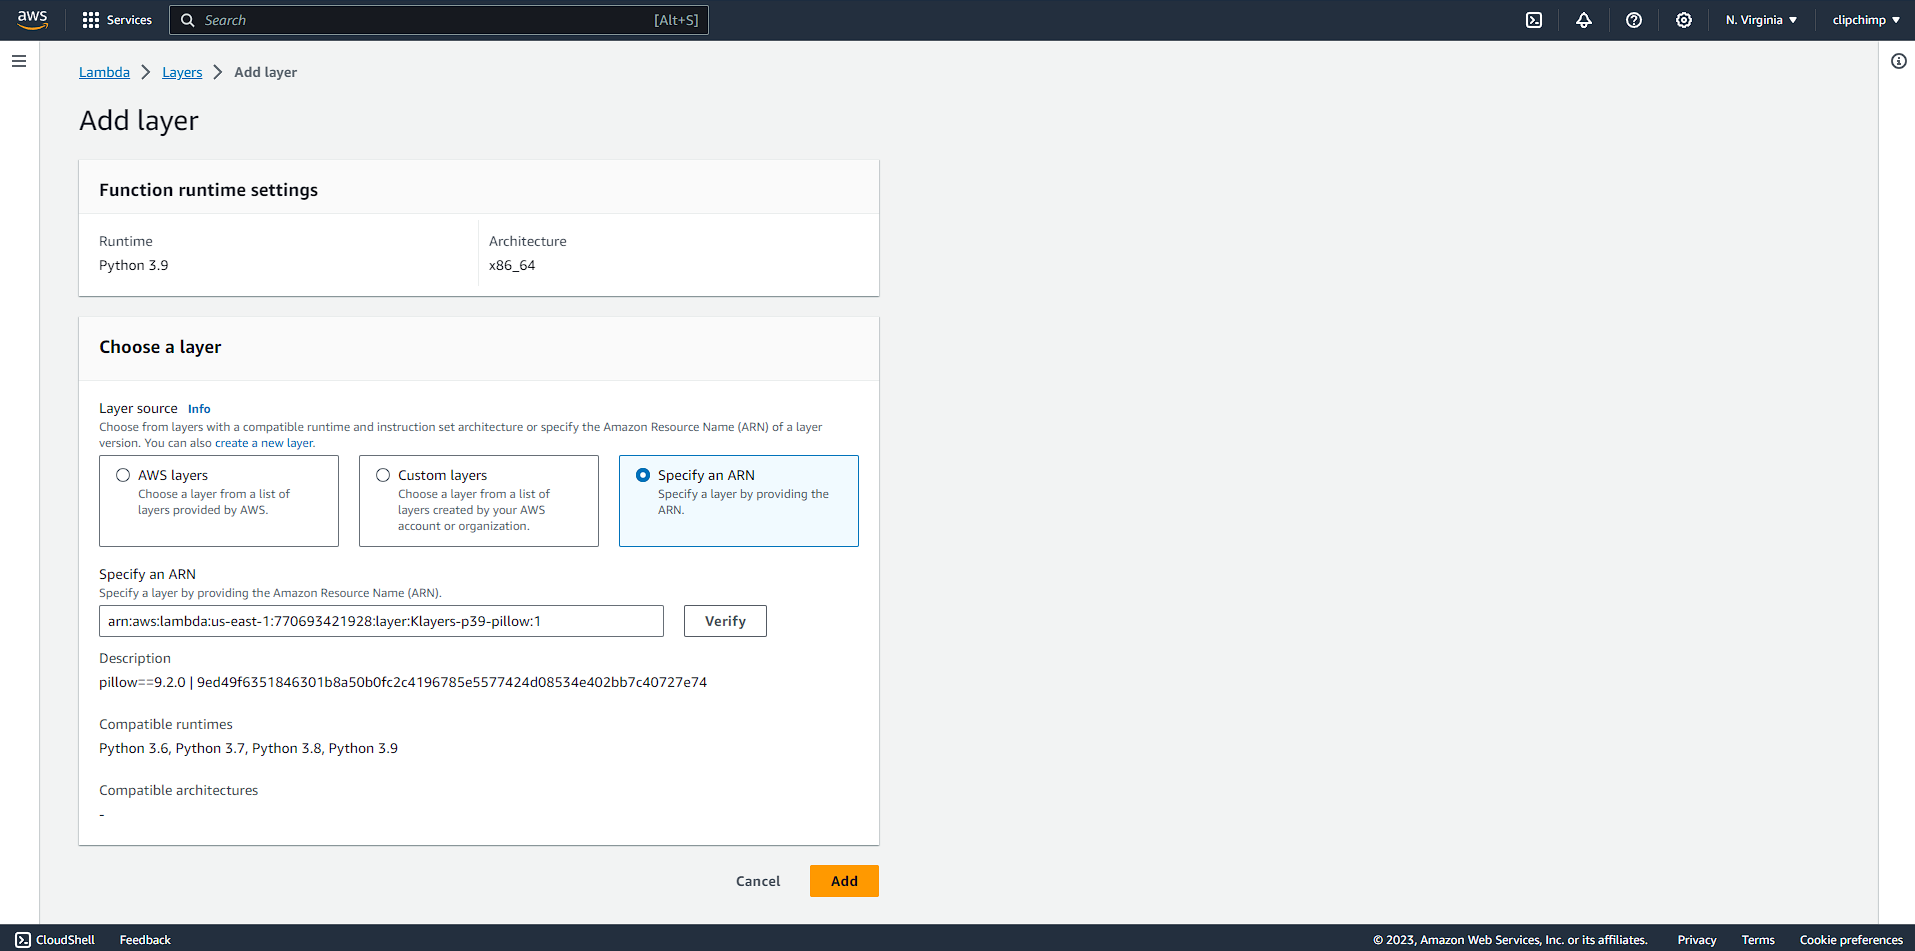 aws
Services
Search [Alt+S]
N. Virginia
clipchimp
Lambda Layers Add layer
Add layer
Function runtime settings
Runtime
Python 3.9
Architecture
x86_64
Choose a layer
Layer source Info
Choose from layers with a compatible runtime and instruction set architecture or specify the Amazon Resource Name (ARN) of a layer
version. You can also create a new layer.
AWS layers
Choose a layer from a list of
layers provided by AWS.
Custom layers
Choose a layer from a list of
layers created by your AWS
account or organization.
Specify an ARN
Specify a layer by providing the
ARN.
Specify an ARN
Specify a layer by providing the Amazon Resource Name (ARN).
arn:aws:lambda:us-east-1:770693421928:layer:Klayers-p39-pillow:1
Verify
Description
pillow==9.2.0 | 9ed49f6351846301b8a50b0fc2c4196785e5577424d08534e402bb7c40727e74
Compatible runtimes
Python 3.6, Python 3.7, Python 3.8, Python 3.9
Compatible architectures
-
Cancel
Add
CloudShell
Feedback
© 2023, Amazon Web Services, Inc. or its affiliates.
Privacy
Terms
Cookie preferences